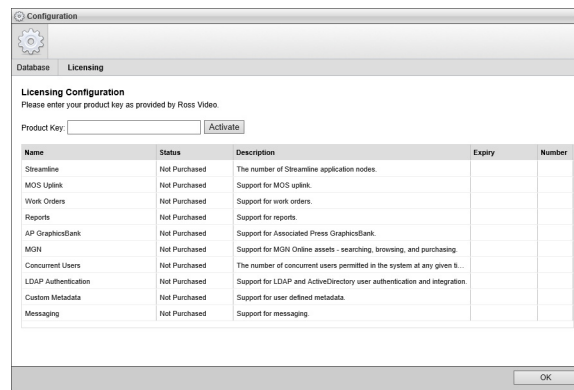 Configuration
Database Licensing
Licensing Configuration
Please enter your product key as provided by Ross Video.
Product Key: Activate
Name Status Description Expiry Number
Streamline Not Purchased The number of Streamline application nodes.
MOS Uplink Not Purchased Support for MOS uplink.
Work Orders Not Purchased Support for work orders.
Reports Not Purchased Support for reports.
AP GraphicsBank Not Purchased Support for Associated Press GraphicsBank.
MGN Not Purchased Support for MGN Online assets - searching, browsing, and purchasing.
Concurrent Users Not Purchased The number of concurrent users permitted in the system at any given ti...
LDAP Authentication Not Purchased Support for LDAP and ActiveDirectory user authentication and integration.
Custom Metadata Not Purchased Support for user defined metadata.
Messaging Not Purchased Support for messaging.
OK